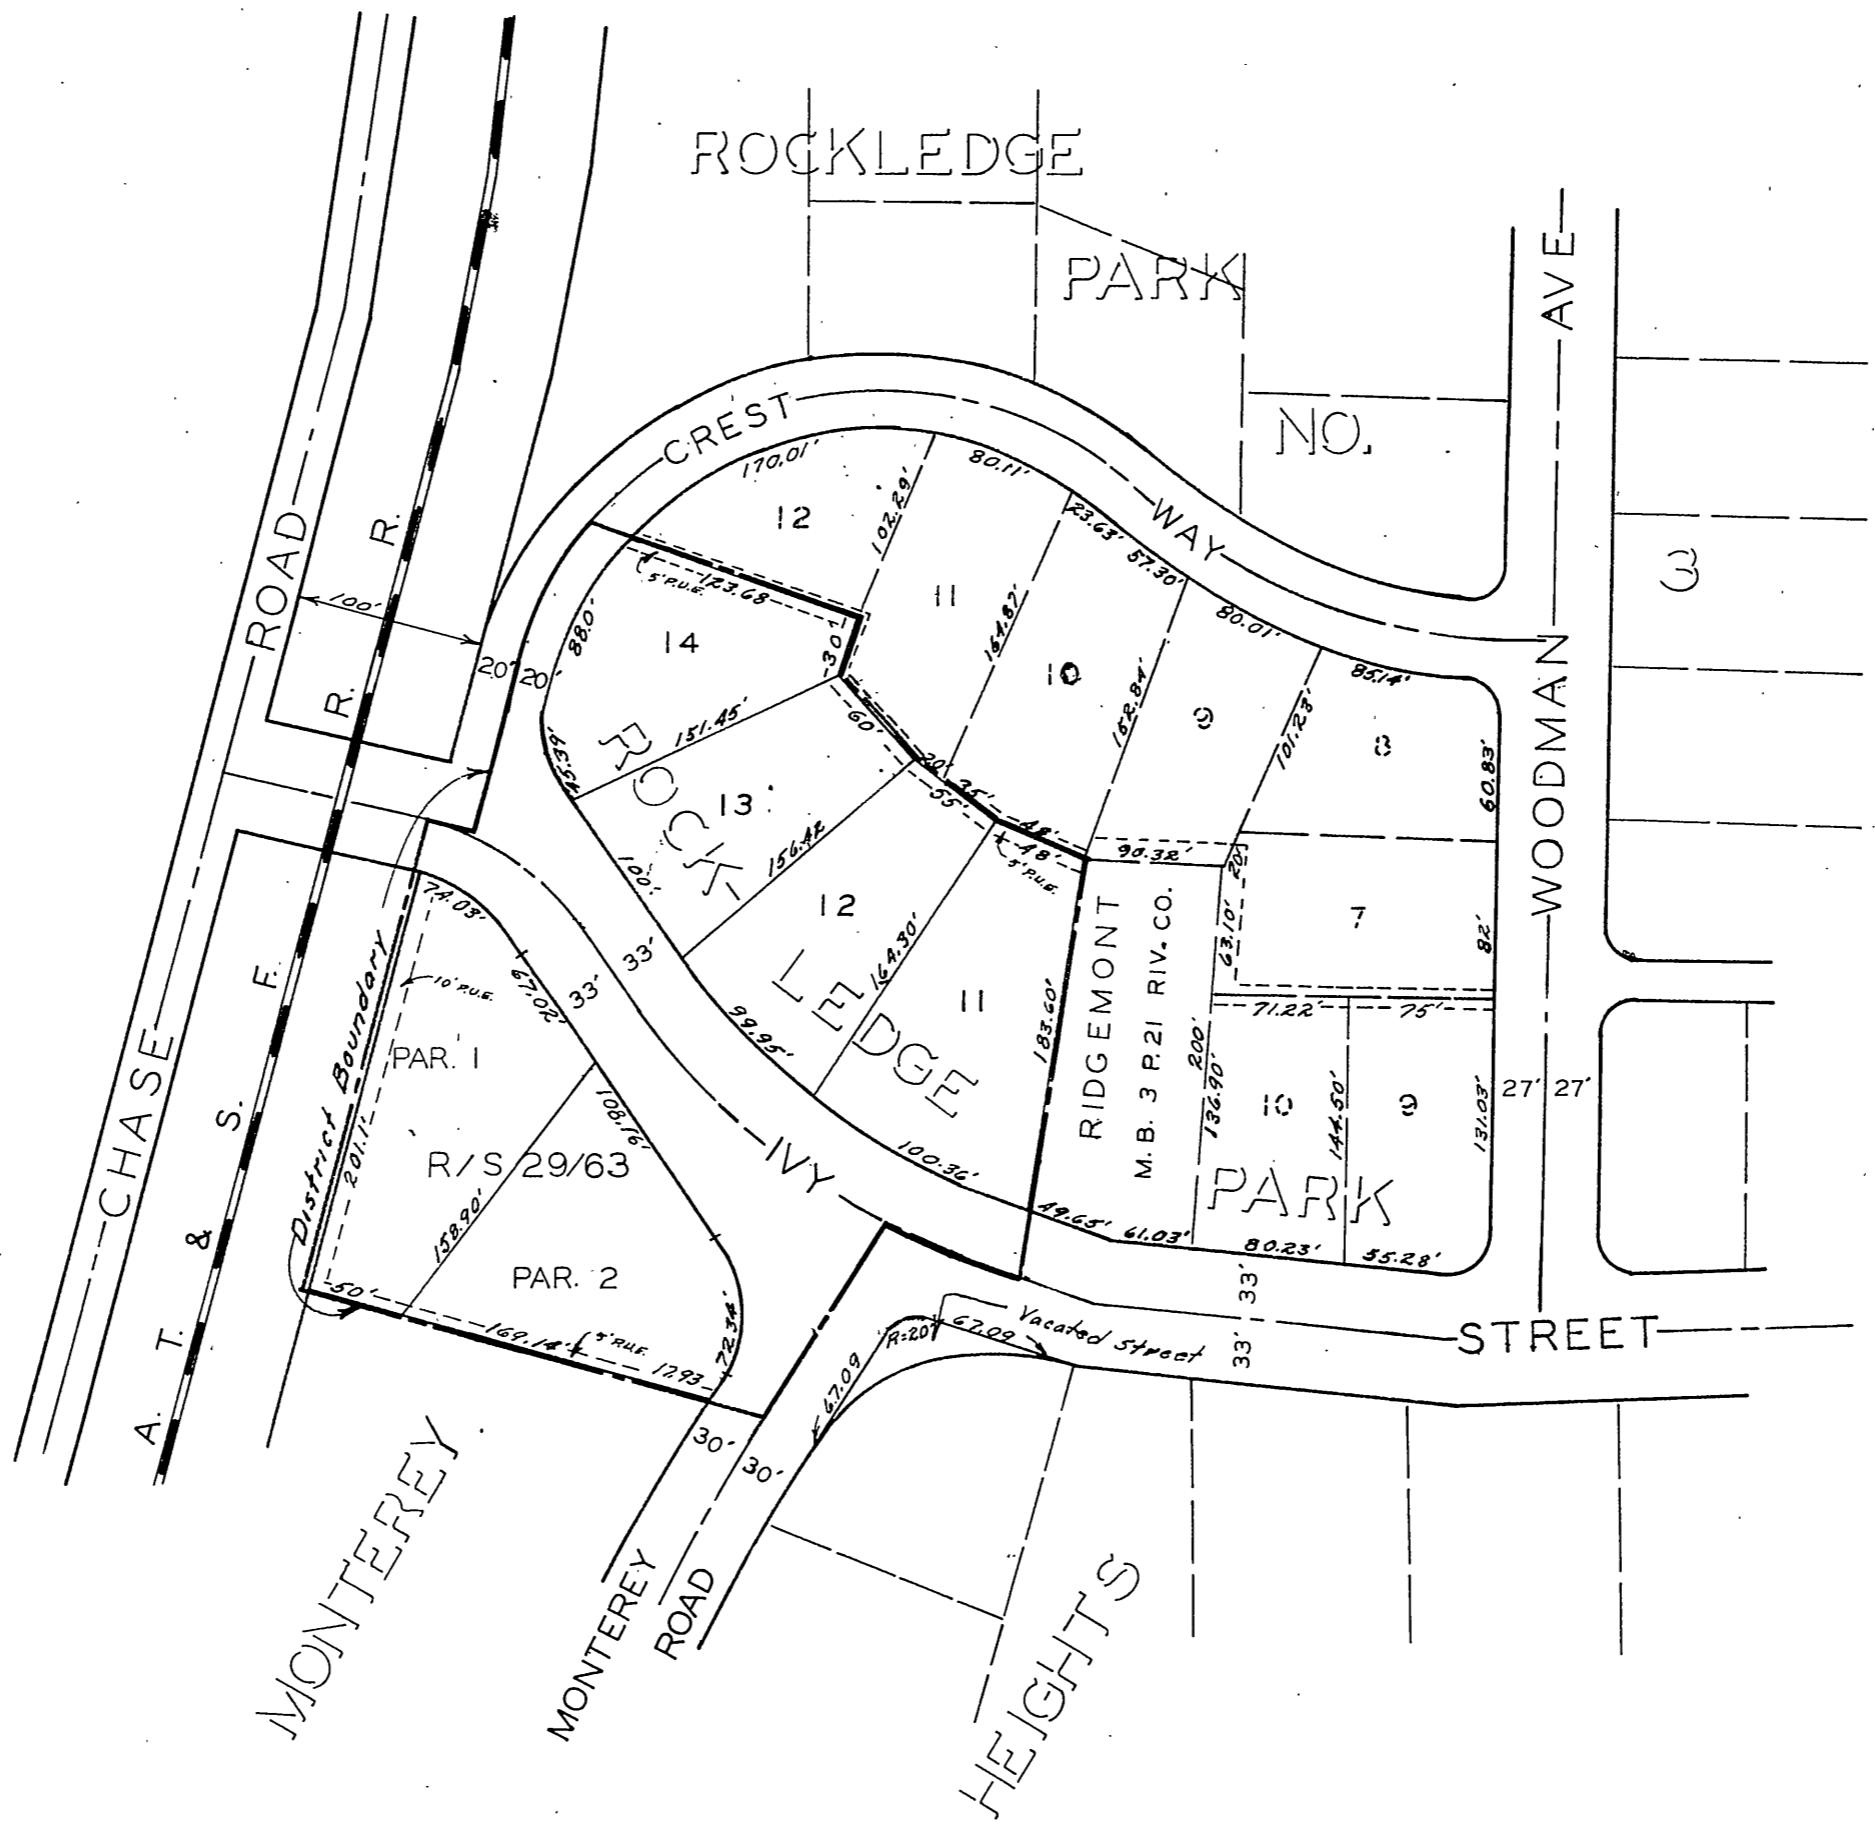 ROCKLEDGE
PARK
NO.
3
CREST
WAY
WOODMAN AVE
CHASE ROAD
A. T. & S. F. R. R.
100'
20' 20'
170.01'
12
102.29'
80.11'
11
23.63'
57.30'
164.87'
10
152.84'
9
80.01'
101.23'
85.14'
8
60.83'
5' P.U.E.
123.68
30'
14
88.0'
45.39'
151.45'
60'
20'
35'
55'
48'
48'
5' P.U.E.
90.32'
20'
63.10'
7
82'
ROCK
LEDGE
PARK
13
100'
156.42
12
164.30'
99.95'
11
100.36'
183.60'
RIDGEMONT
M. B. 3 P. 21 RIV. CO.
200'
136.90'
71.22'
75'
10
144.50'
9
131.03'
27' 27'
49.65'
61.03'
80.23'
55.28'
33'
33'
74.03'
10' P.U.E.
67.02'
33'
33'
PAR. 1
District Boundary
201.1'
R/S 29/63
108.16'
158.90'
PAR. 2
50'
169.14'
5' P.U.E.
17.93
72.34'
IVY
STREET
R=20'
67.09
67.09
Vacated Street
30'
30'
MONTEREY
ROAD
MONTEREY
HEIGHTS